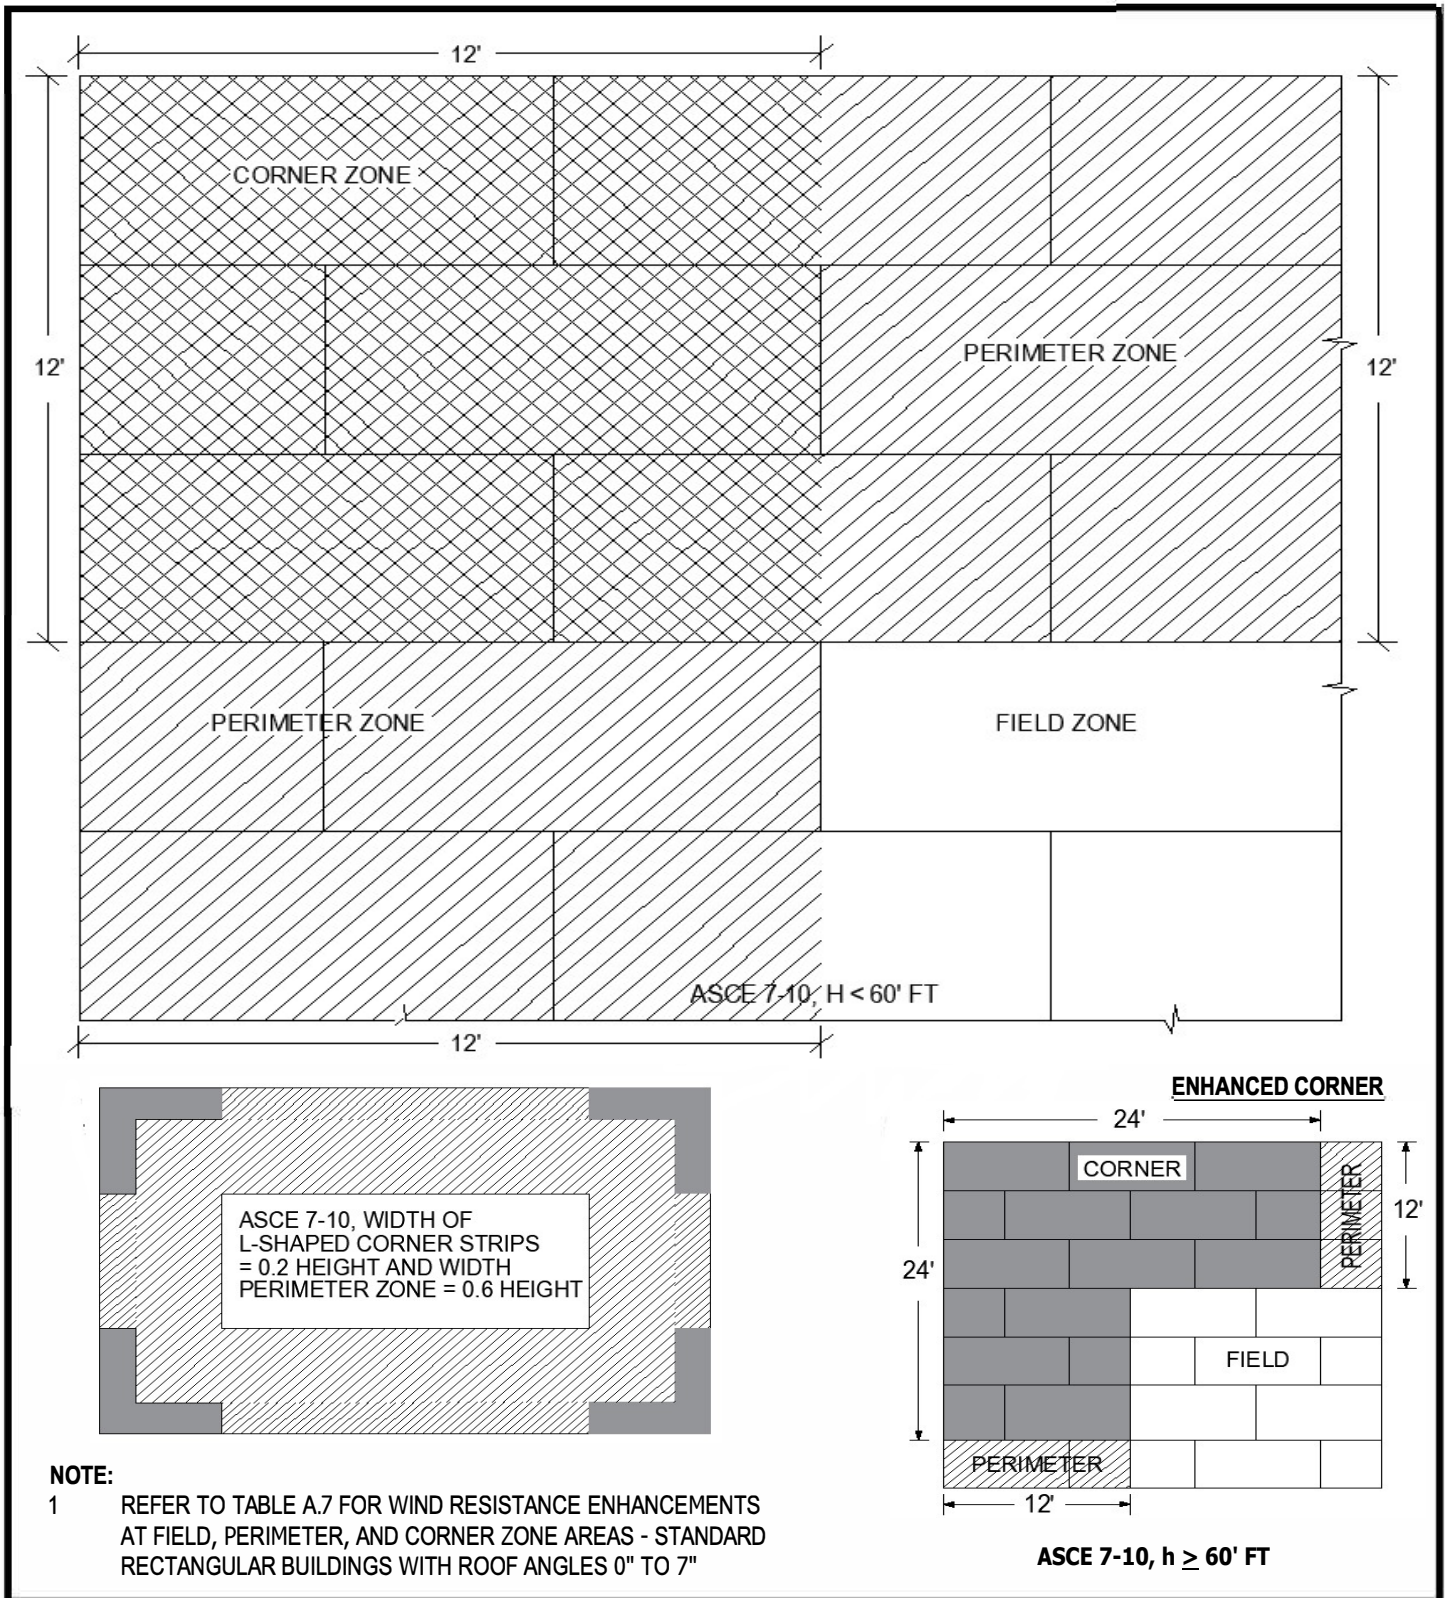 12'
CORNER ZONE
12'
PERIMETER ZONE
12'
PERIMETER ZONE
FIELD ZONE
ASCE 7-10, H < 60' FT
12'
ASCE 7-10, WIDTH OF
L-SHAPED CORNER STRIPS
= 0.2 HEIGHT AND WIDTH
PERIMETER ZONE = 0.6 HEIGHT
ENHANCED CORNER
24'
CORNER
PERIMETER
12'
24'
FIELD
PERIMETER
12'
ASCE 7-10, h ≥ 60' FT
NOTE:
1 REFER TO TABLE A.7 FOR WIND RESISTANCE ENHANCEMENTS
AT FIELD, PERIMETER, AND CORNER ZONE AREAS - STANDARD
RECTANGULAR BUILDINGS WITH ROOF ANGLES 0" TO 7"